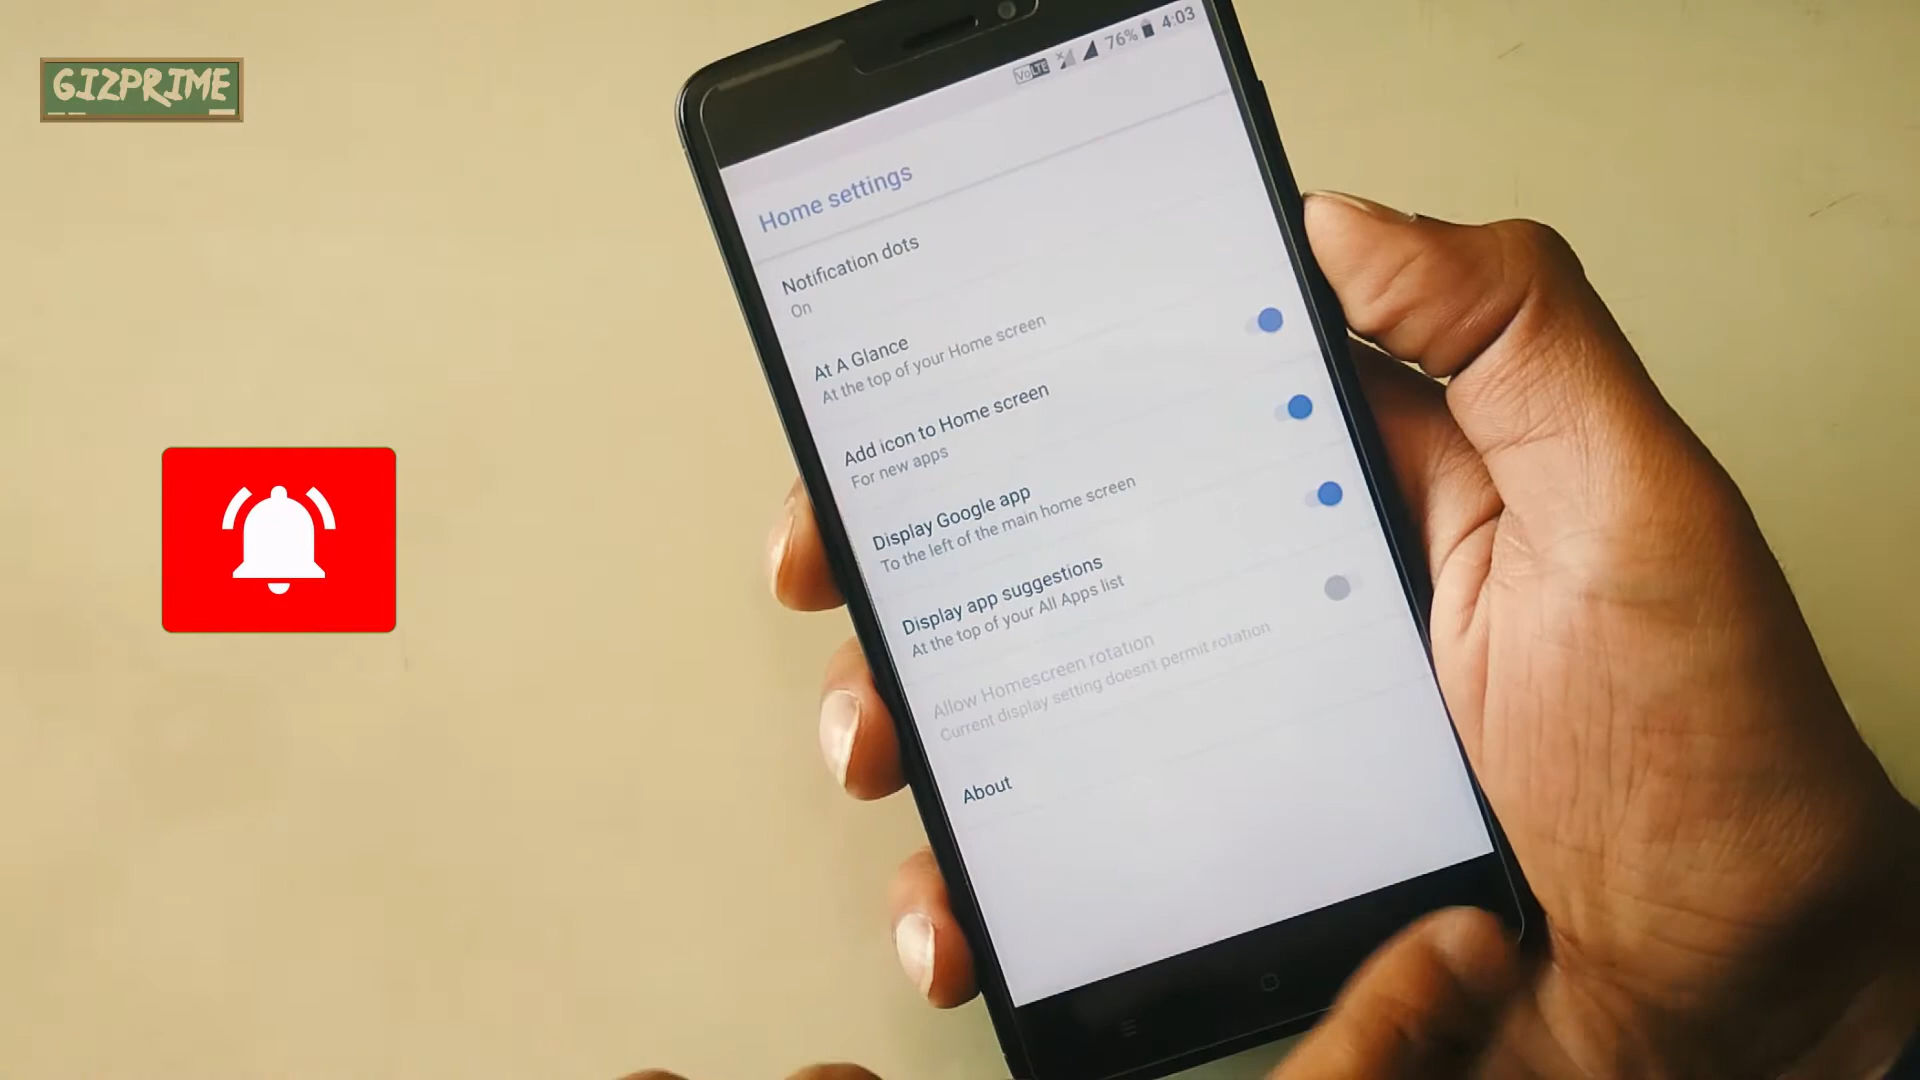 GIZPRIME
VoLTE 76% 4:03
Home settings
Notification dots
On
At A Glance
At the top of your Home screen
Add icon to Home screen
For new apps
Display Google app
To the left of the main home screen
Display app suggestions
At the top of your All Apps list
Allow Homescreen rotation
Current display setting doesn't permit rotation
About